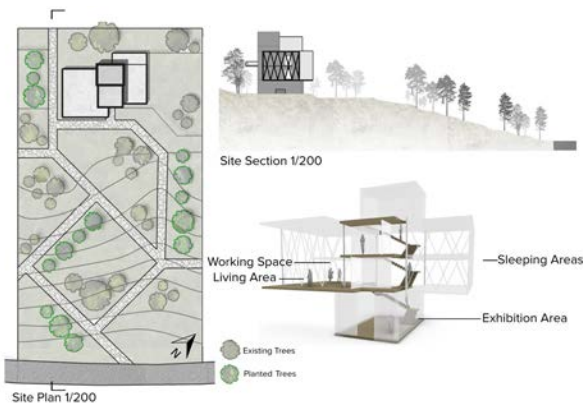 Site Section 1/200
Working Space
Living Area
Sleeping Areas
Exhibition Area
N
Existing Trees
Planted Trees
Site Plan 1/200